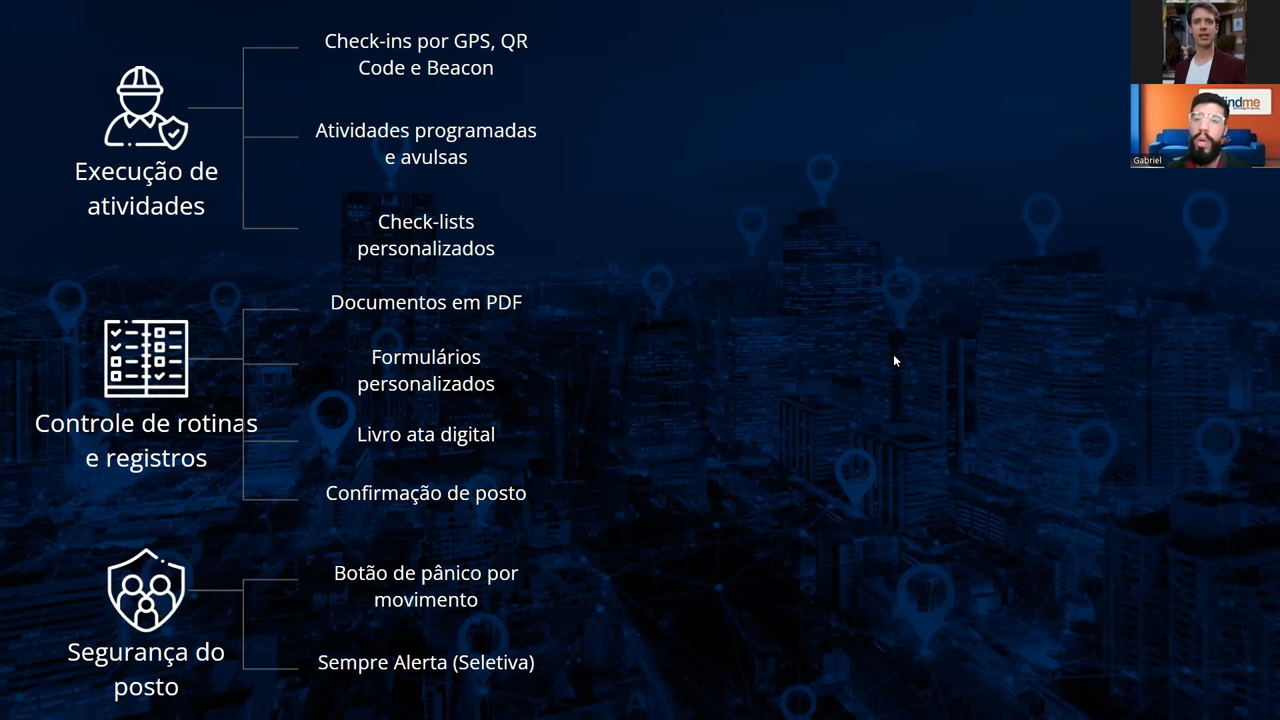 Check-ins por GPS, QR
Code e Beacon
Atividades programadas
e avulsas
Check-lists
personalizados
Execução de
atividades
Documentos em PDF
Formulários
personalizados
Livro ata digital
Confirmação de posto
Controle de rotinas
e registros
Botão de pânico por
movimento
Sempre Alerta (Seletiva)
Segurança do
posto
Gabriel